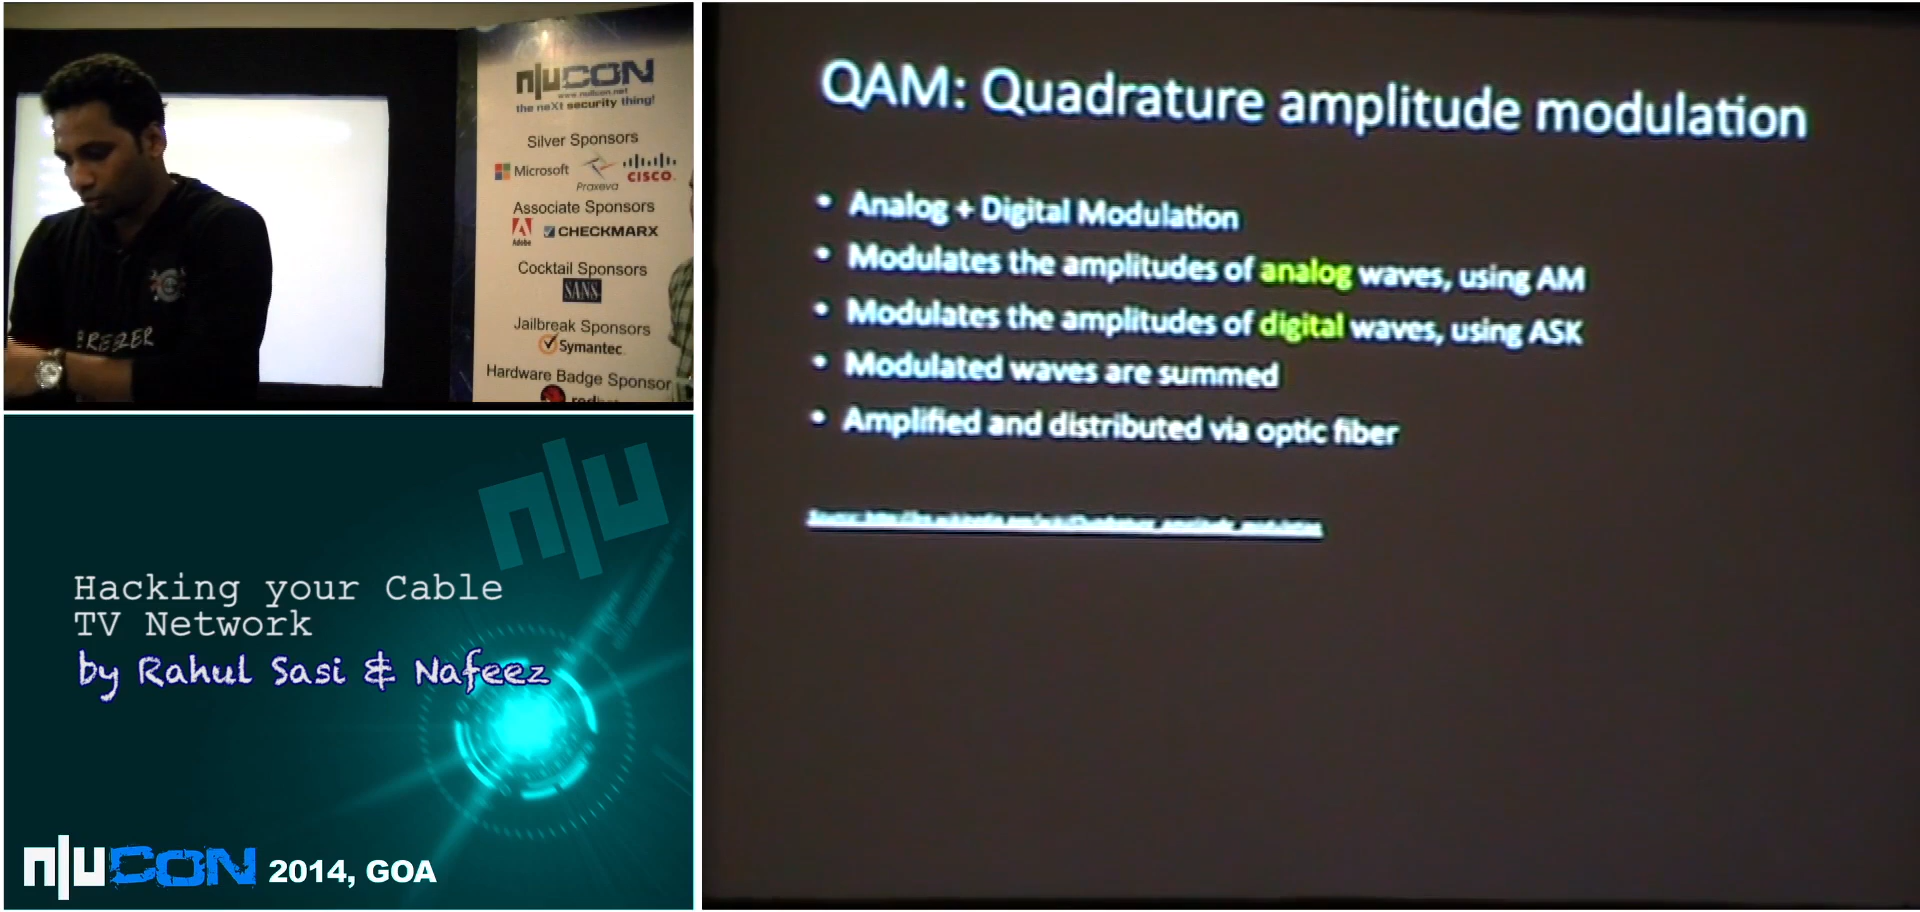 n|uCON
www.nullcon.net
the neXt security thing!
Silver Sponsors
Microsoft
Praxeva
CISCO
Associate Sponsors
Adobe
CHECKMARX
Cocktail Sponsors
SANS
Jailbreak Sponsors
Symantec
Hardware Badge Sponsor
BREEZER
n|u
Hacking your Cable
TV Network
by Rahul Sasi & Nafeez
n|uCON 2014, GOA
QAM: Quadrature amplitude modulation
• Analog + Digital Modulation
• Modulates the amplitudes of analog waves, using AM
• Modulates the amplitudes of digital waves, using ASK
• Modulated waves are summed
• Amplified and distributed via optic fiber